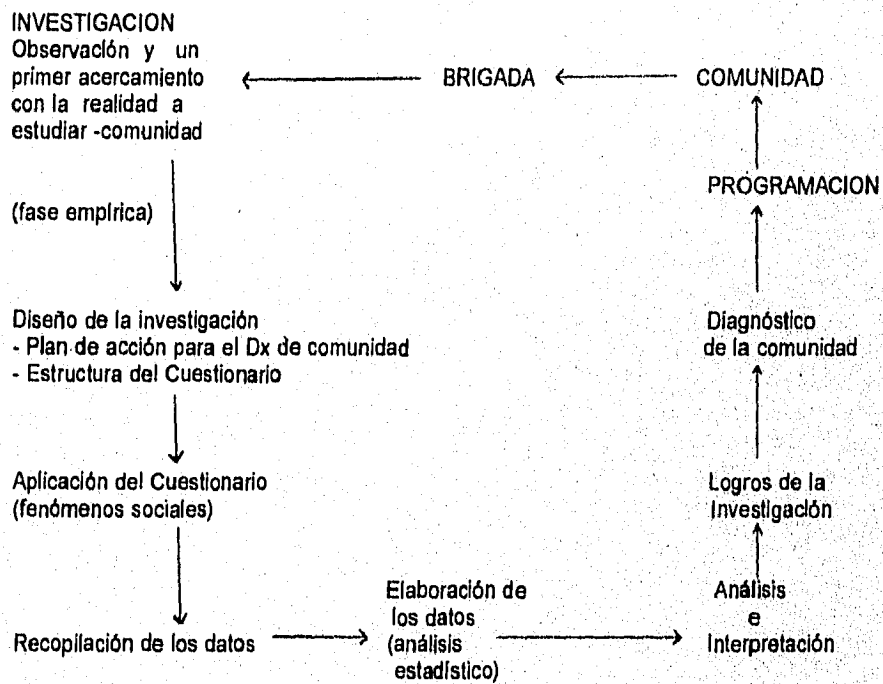 INVESTIGACION
Observación y un
primer acercamiento
con la realidad a
estudiar -comunidad
BRIGADA
COMUNIDAD
PROGRAMACION
(fase empírica)
Diseño de la investigación
- Plan de acción para el Dx de comunidad
- Estructura del Cuestionario
Diagnóstico
de la comunidad
Aplicación del Cuestionario
(fenómenos sociales)
Logros de la
Investigación
Recopilación de los datos
Elaboración de
los datos
(análisis
estadístico)
Análisis
e
Interpretación